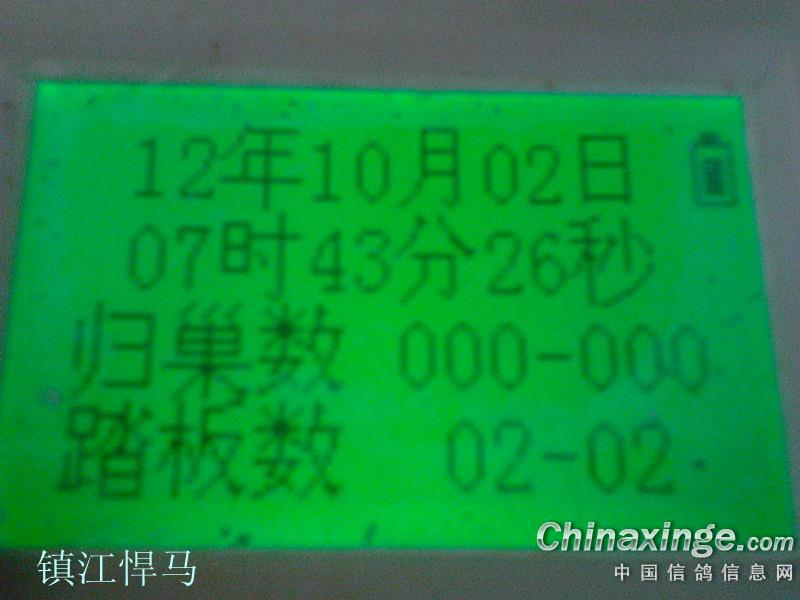 12年10月02日
07时43分26秒
归巢数 000-000
踏板数 02-02
Chinaxinge.com
中国信鸽信息网
镇江悍马